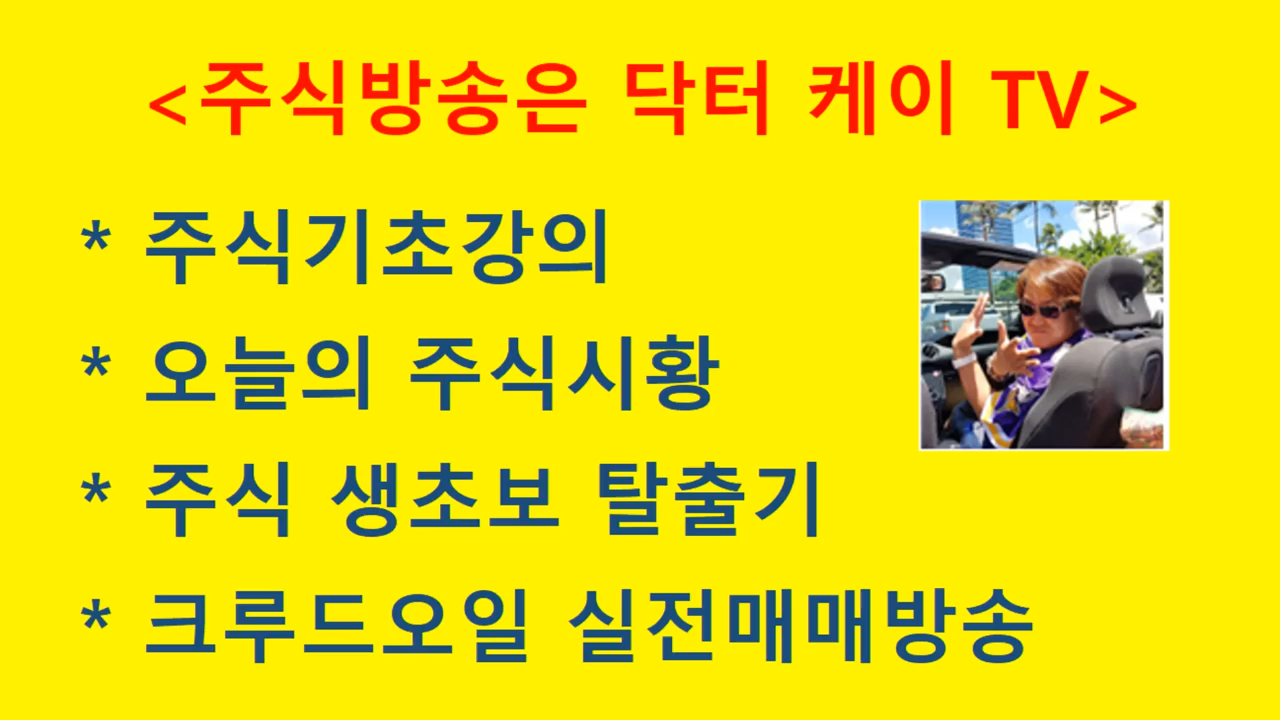 <주식방송은 닥터 케이 TV>
* 주식기초강의
* 오늘의 주식시황
* 주식 생초보 탈출기
* 크루드오일 실전매매방송